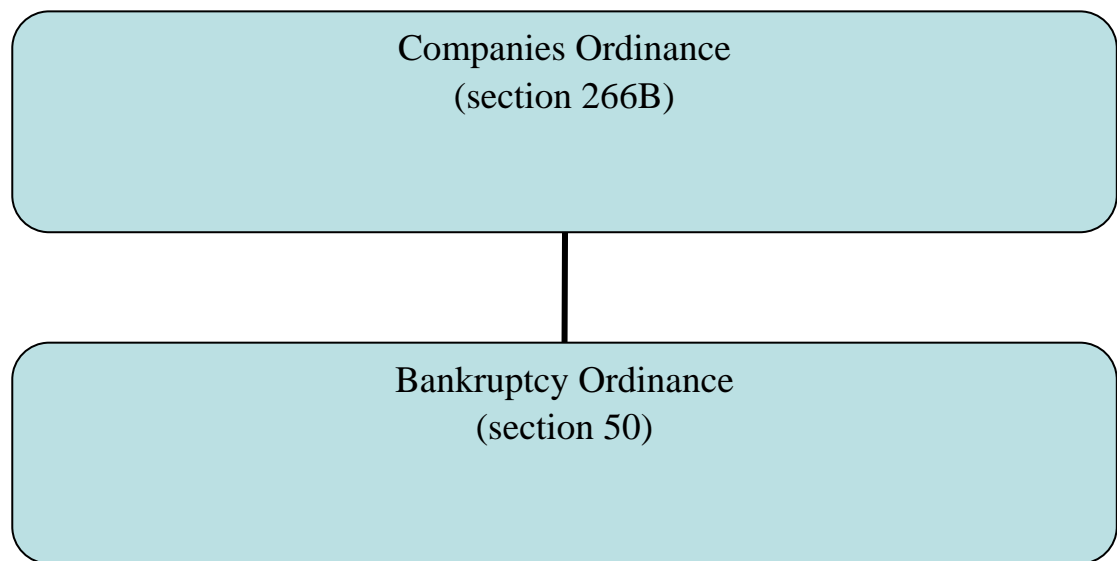 Companies Ordinance
(section 266B)
Bankruptcy Ordinance
(section 50)